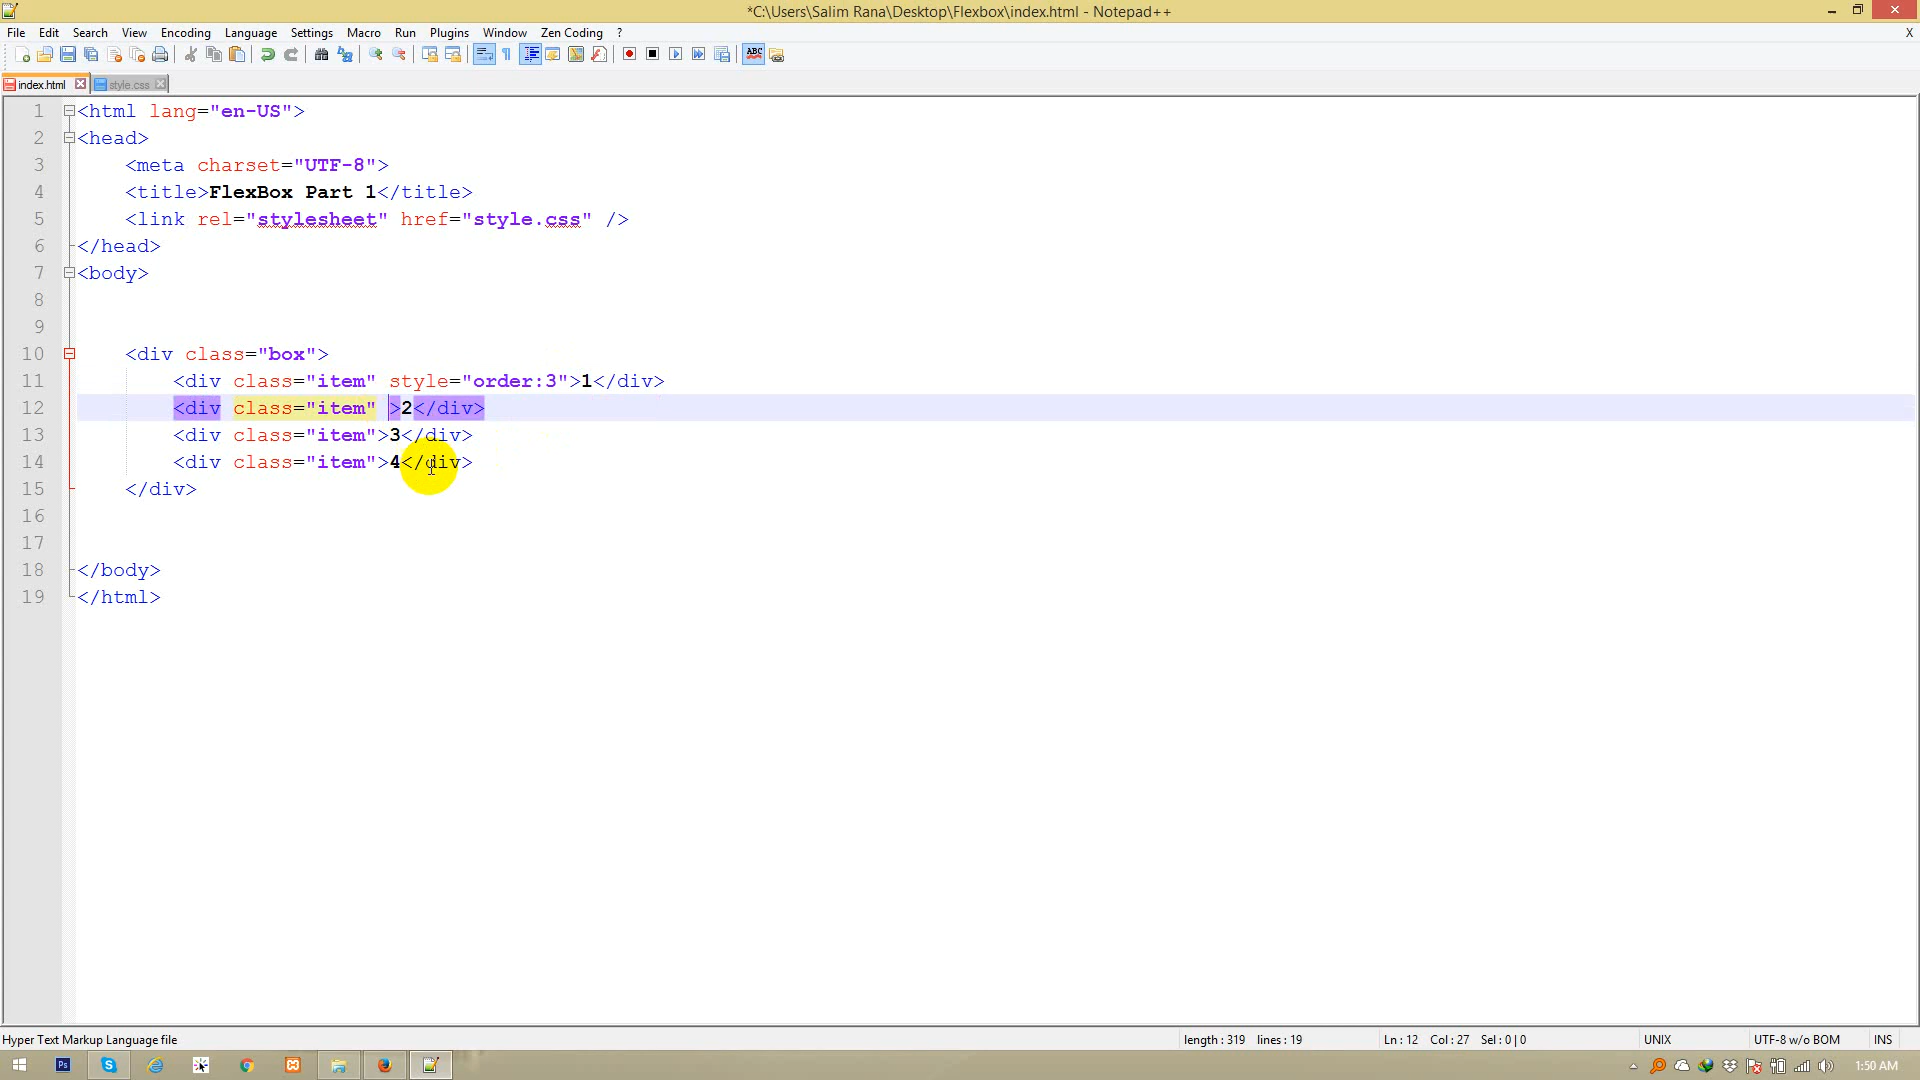 *C:\Users\Salim Rana\Desktop\Flexbox\index.html - Notepad++
File Edit Search View Encoding Language Settings Macro Run Plugins Window Zen Coding ? X
index.html style.css
1 <html lang="en-US">
2 <head>
3 <meta charset="UTF-8">
4 <title>FlexBox Part 1</title>
5 <link rel="stylesheet" href="style.css" />
6 </head>
7 <body>
8
9
10 <div class="box">
11 <div class="item" style="order:3">1</div>
12 <div class="item" >2</div>
13 <div class="item">3</div>
14 <div class="item">4</div>
15 </div>
16
17
18 </body>
19 </html>
Hyper Text Markup Language file length : 319 lines : 19 Ln : 12 Col : 27 Sel : 0 | 0 UNIX UTF-8 w/o BOM INS
1:50 AM